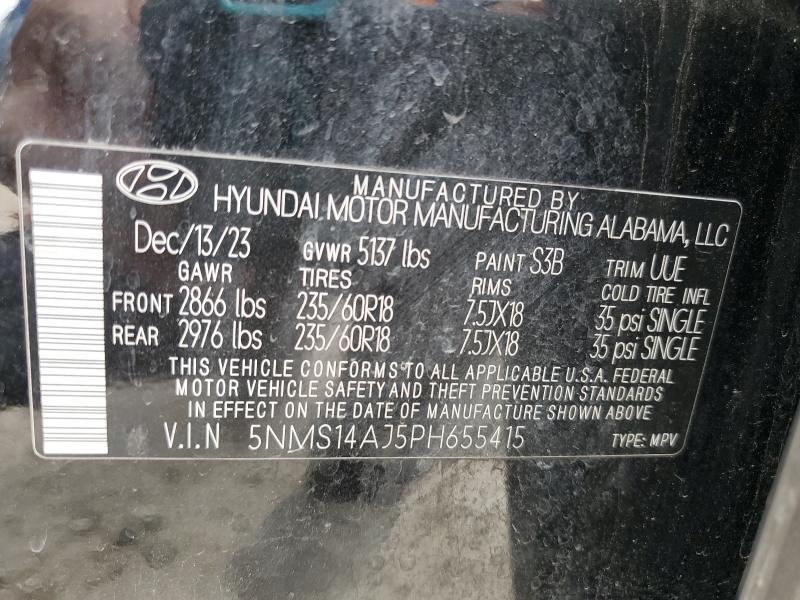 MANUFACTURED BY
HYUNDAI MOTOR MANUFACTURING ALABAMA, LLC
Dec/13/23 GVWR 5137 lbs PAINT S3B TRIM UUE
GAWR TIRES RIMS COLD TIRE INFL
FRONT 2866 lbs 235/60R18 7.5JX18 35 psi SINGLE
REAR 2976 lbs 235/60R18 7.5JX18 35 psi SINGLE
THIS VEHICLE CONFORMS TO ALL APPLICABLE U.S.A. FEDERAL
MOTOR VEHICLE SAFETY AND THEFT PREVENTION STANDARDS
IN EFFECT ON THE DATE OF MANUFACTURE SHOWN ABOVE
V.I.N 5NMS14AJ5PH655415 TYPE: MPV